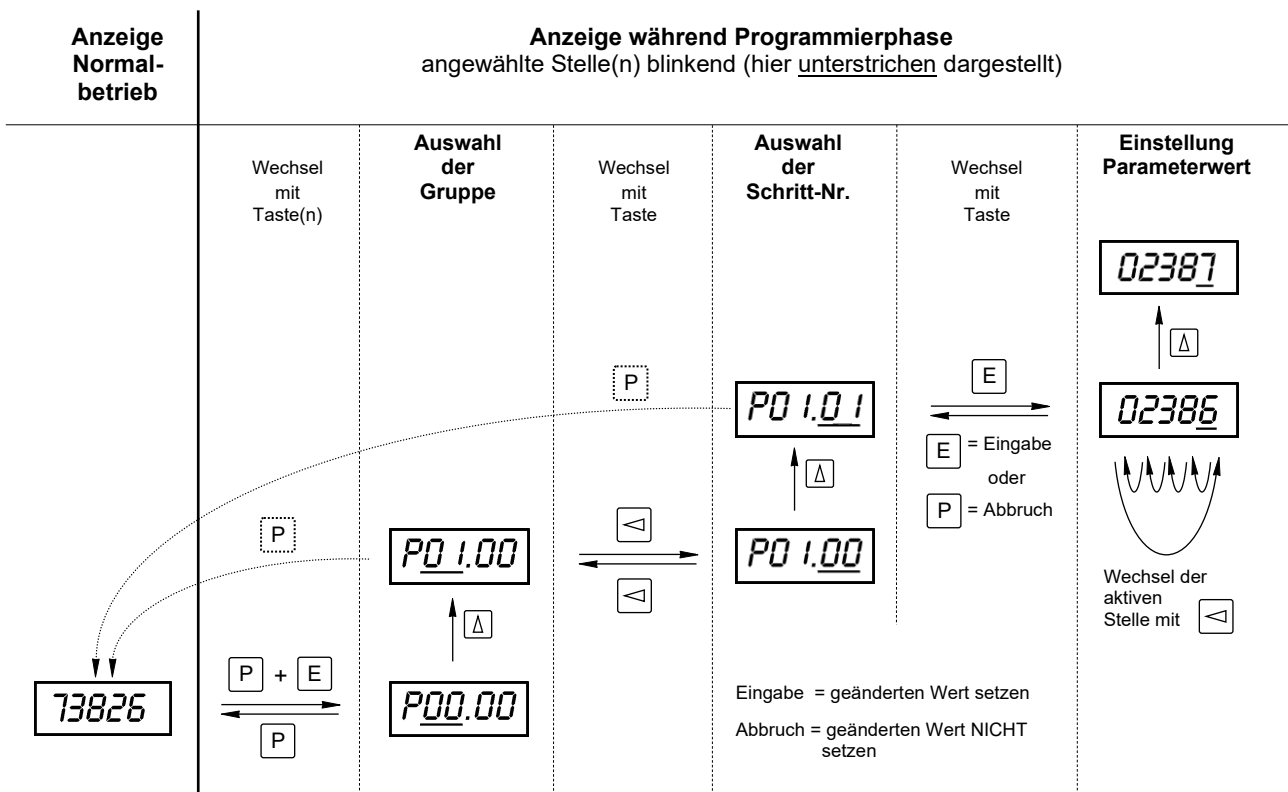 Anzeige
Normal-
betrieb
Anzeige während Programmierphase
angewählte Stelle(n) blinkend (hier unterstrichen dargestellt)
Wechsel
mit
Taste(n)
Auswahl
der
Gruppe
Wechsel
mit
Taste
Auswahl
der
Schritt-Nr.
Wechsel
mit
Taste
Einstellung
Parameterwert
02387
Δ
P
P01.01
E
02386
E = Eingabe
oder
P = Abbruch
Δ
P
P01.00
P01.00
Wechsel der
aktiven
Stelle mit
Δ
P + E
73826
P00.00
P
Eingabe = geänderten Wert setzen
Abbruch = geänderten Wert NICHT
setzen